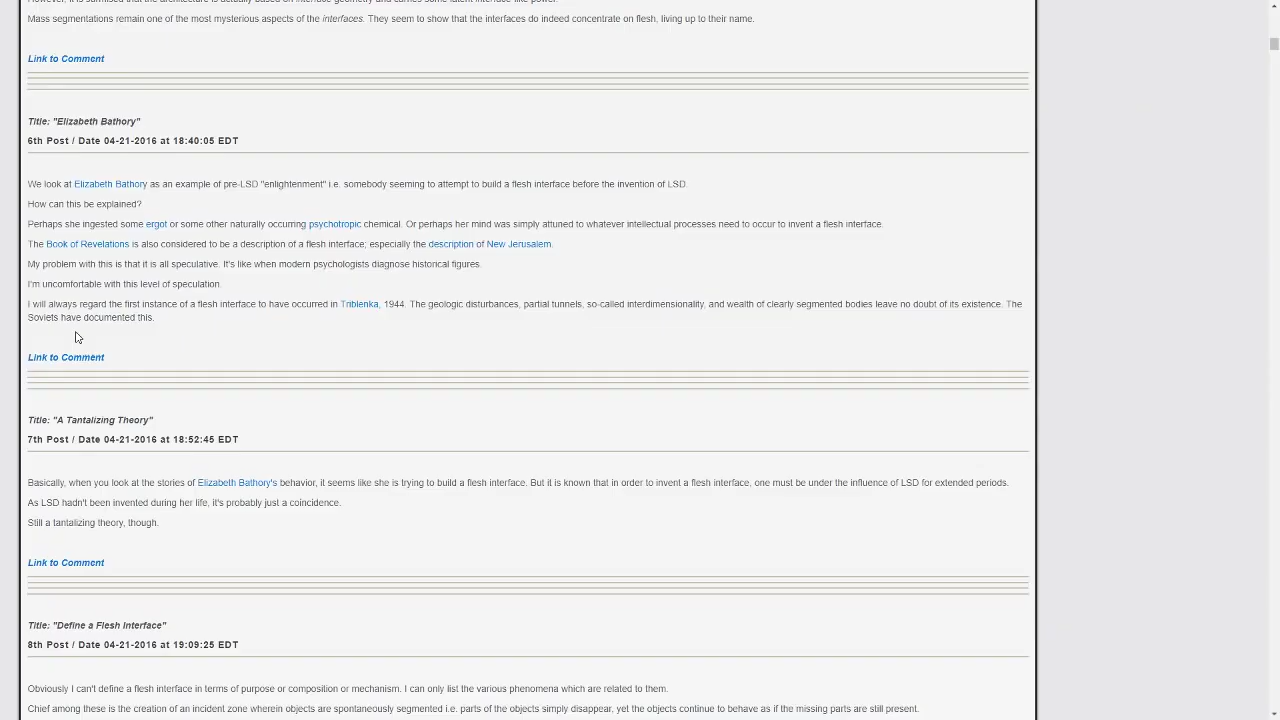 Mass segmentations remain one of the most mysterious aspects of the interfaces. They seem to show that the interfaces do indeed concentrate on flesh, living up to their name.
Link to Comment
Title: "Elizabeth Bathory"
6th Post / Date 04-21-2016 at 18:40:05 EDT
We look at Elizabeth Bathory as an example of pre-LSD "enlightenment" i.e. somebody seeming to attempt to build a flesh interface before the invention of LSD.
How can this be explained?
Perhaps she ingested some ergot or some other naturally occurring psychotropic chemical. Or perhaps her mind was simply attuned to whatever intellectual processes need to occur to invent a flesh interface.
The Book of Revelations is also considered to be a description of a flesh interface; especially the description of New Jerusalem.
My problem with this is that it is all speculative. It's like when modern psychologists diagnose historical figures.
I'm uncomfortable with this level of speculation.
I will always regard the first instance of a flesh interface to have occurred in Triblenka, 1944. The geologic disturbances, partial tunnels, so-called interdimensionality, and wealth of clearly segmented bodies leave no doubt of its existence. The
Soviets have documented this.
Link to Comment
Title: "A Tantalizing Theory"
7th Post / Date 04-21-2016 at 18:52:45 EDT
Basically, when you look at the stories of Elizabeth Bathory's behavior, it seems like she is trying to build a flesh interface. But it is known that in order to invent a flesh interface, one must be under the influence of LSD for extended periods.
As LSD hadn't been invented during her life, it's probably just a coincidence.
Still a tantalizing theory, though.
Link to Comment
Title: "Define a Flesh Interface"
8th Post / Date 04-21-2016 at 19:09:25 EDT
Obviously I can't define a flesh interface in terms of purpose or composition or mechanism. I can only list the various phenomena which are related to them.
Chief among these is the creation of an incident zone wherein objects are spontaneously segmented i.e. parts of the objects simply disappear, yet the objects continue to behave as if the missing parts are still present.